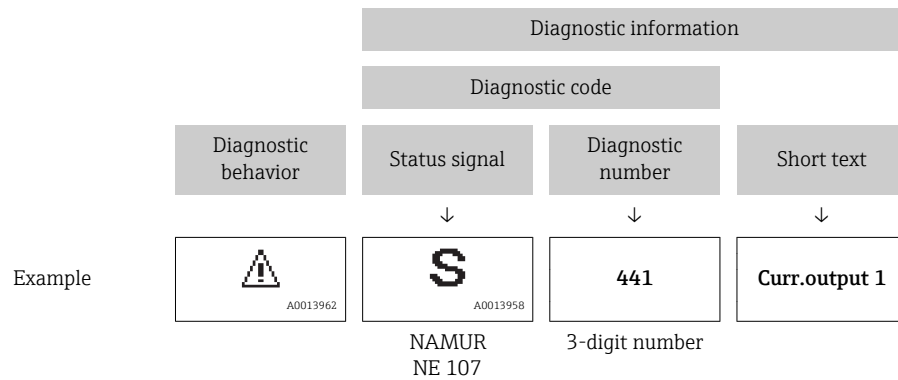 Diagnostic information
Diagnostic code
Diagnostic
behavior
Status signal
Diagnostic
number
Short text
↓ ↓ ↓
Example
A0013962
S
A0013958
441
Curr.output 1
NAMUR
NE 107
3-digit number